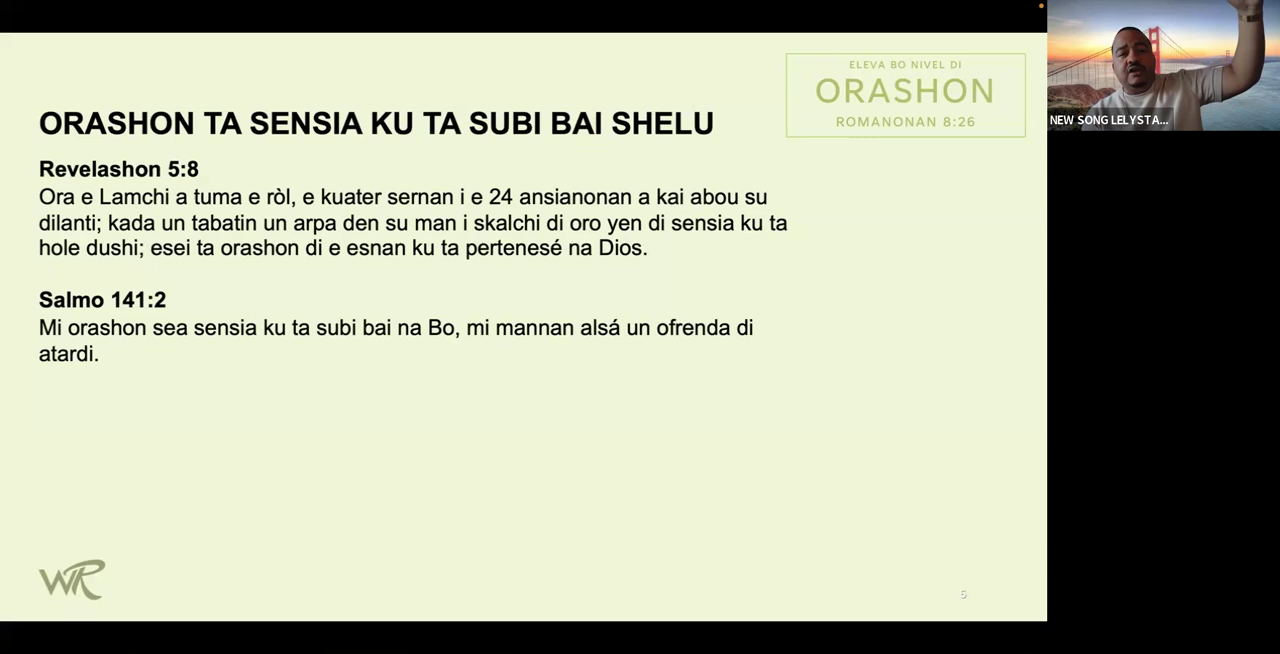 ELEVA BO NIVEL DI
ORASHON
ROMANONAN 8:26
ORASHON TA SENSIA KU TA SUBI BAI SHELU
Revelashon 5:8
Ora e Lamchi a tuma e ròl, e kuater sernan i e 24 ansianonan a kai abou su
dilanti; kada un tabatin un arpa den su man i skalchi di oro yen di sensia ku ta
hole dushi; esei ta orashon di e esnan ku ta pertenesé na Dios.
Salmo 141:2
Mi orashon sea sensia ku ta subi bai na Bo, mi mannan alsá un ofrenda di
atardi.
WR
5
NEW SONG LELYSTA...